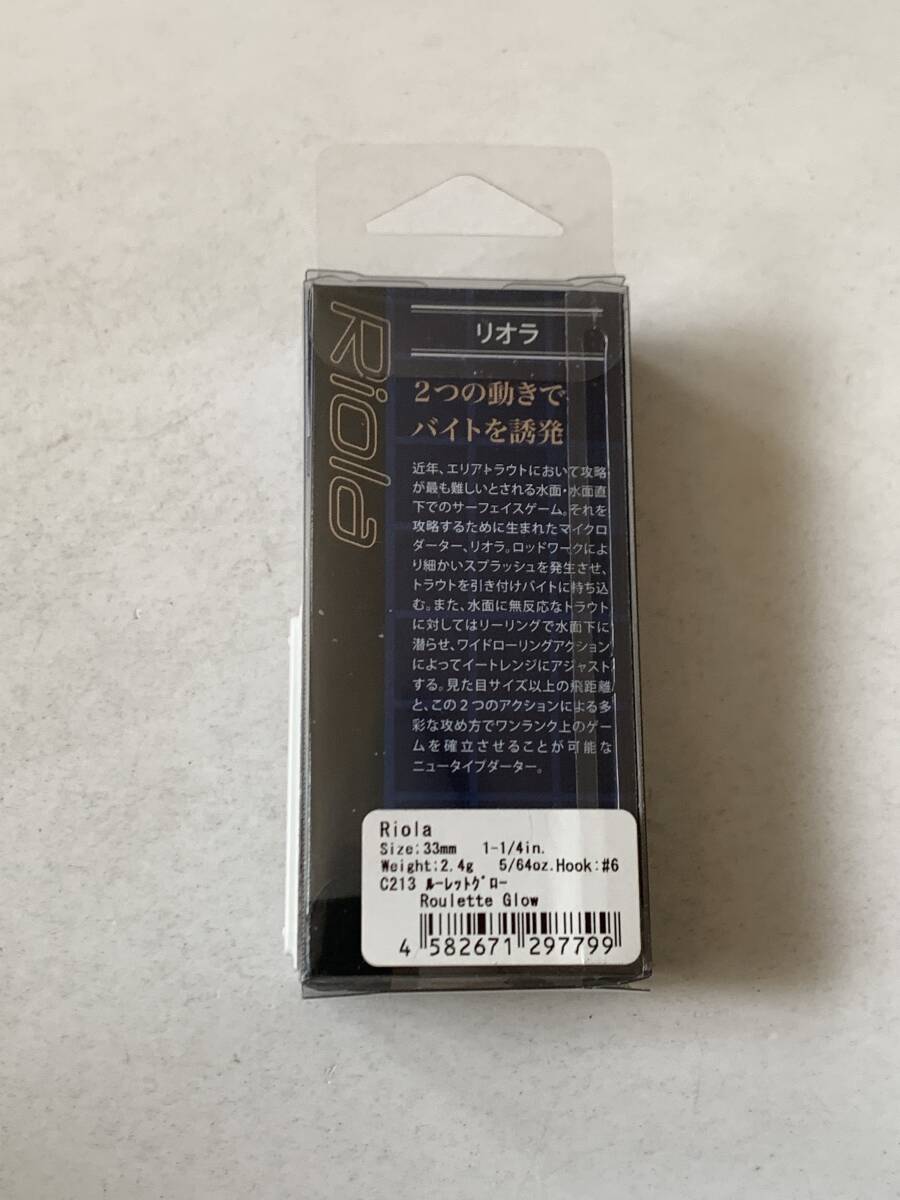 Riola
リオラ
2つの動きで
バイトを誘発
近年、エリアトラウトにおいて攻略
が最も難しいとされる水面・水面直
下でのサーフェイスゲーム。それを
攻略するために生まれたマイクロ
ダーター、リオラ。ロッドワークによ
り細かいスプラッシュを発生させ、
トラウトを引き付けバイトに持ち込
む。また、水面に無反応なトラウト
に対してはリーリングで水面下に
潜らせ、ワイドローリングアクション
によってイートレンジにアジャスト
する。見た目サイズ以上の飛距離
と、この2つのアクションによる多
彩な攻め方でワンランク上のゲー
ムを確立させることが可能な
ニュータイプダーター。
Riola
Size:33mm 1-1/4in.
Weight:2.4g 5/64oz.Hook:#6
C213 ルーレットグロー
Roulette Glow
4 582671 297799